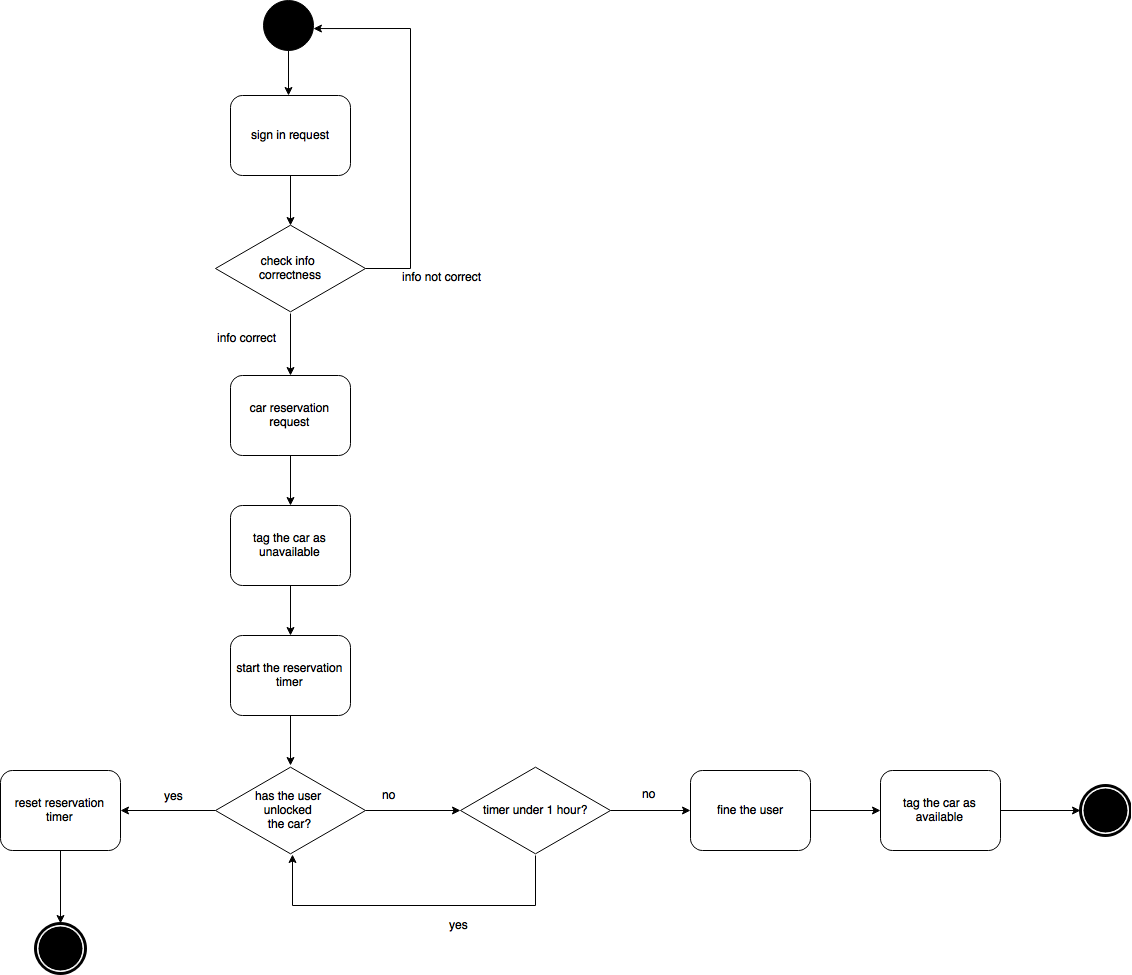 sign in request
check info
correctness
info not correct
info correct
car reservation
request
tag the car as
unavailable
start the reservation
timer
reset reservation
timer
yes
has the user
unlocked
the car?
no
timer under 1 hour?
no
fine the user
tag the car as
available
yes